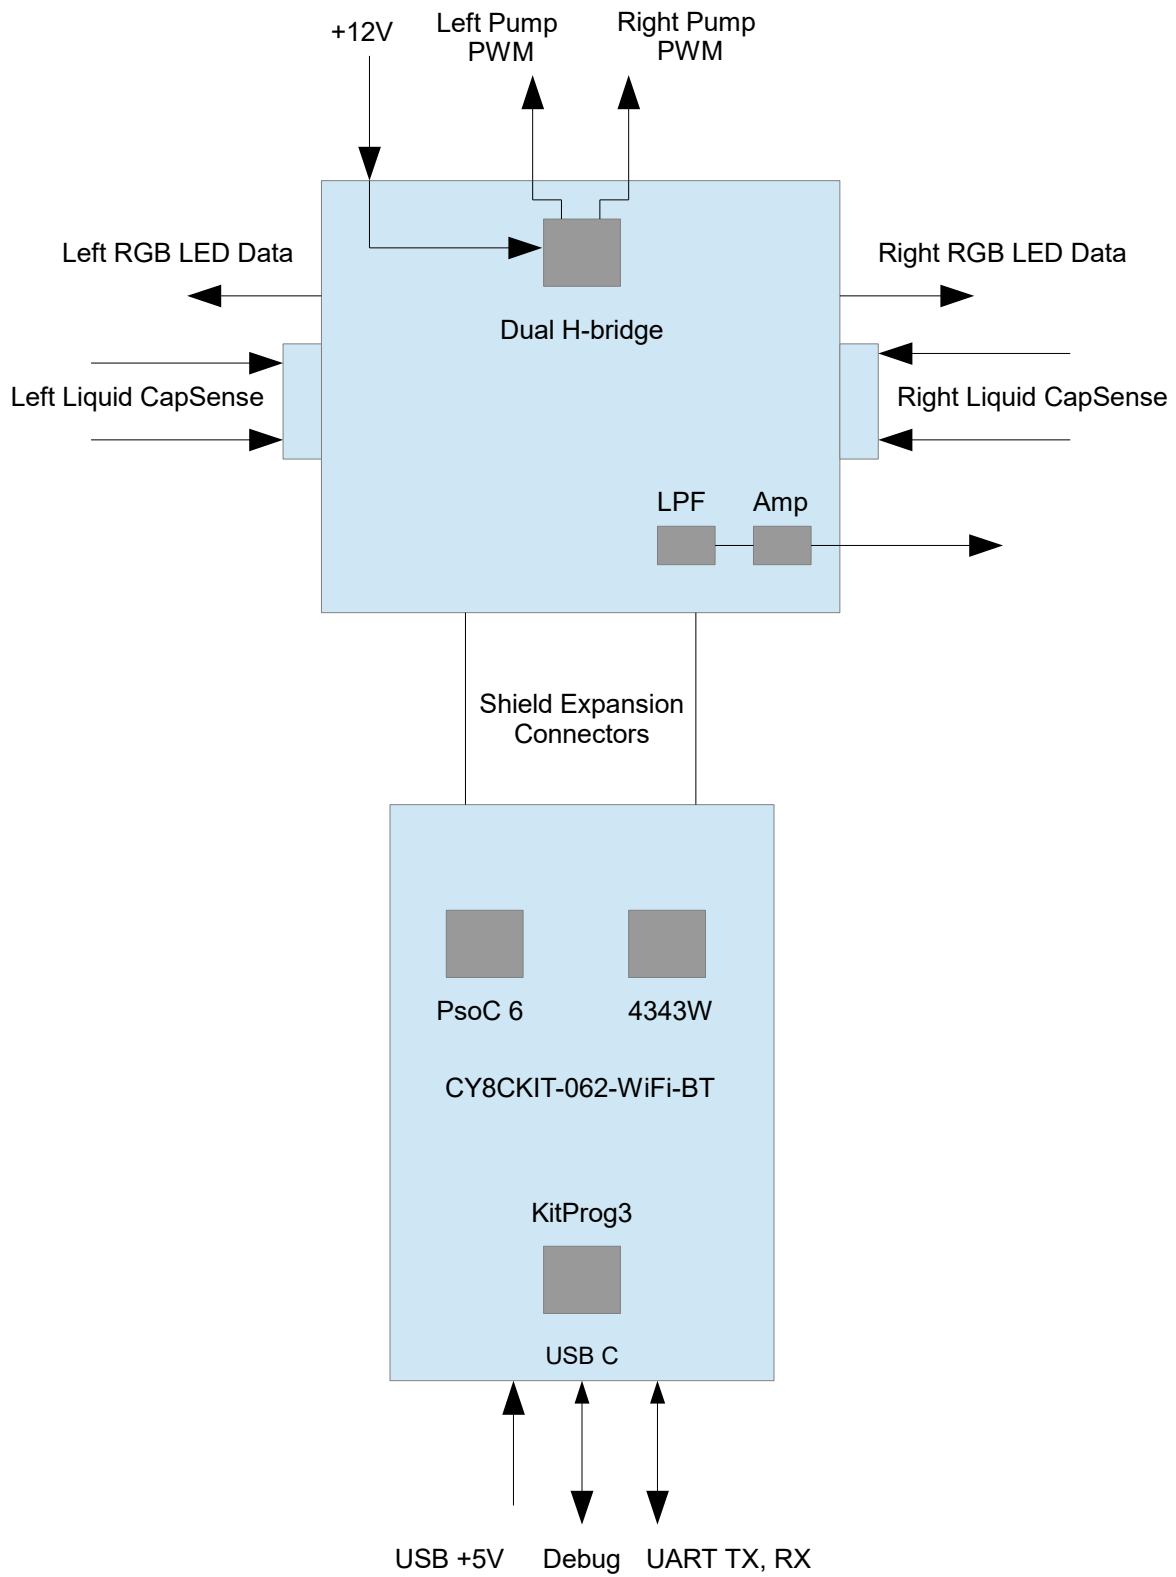 +12V
Left Pump
PWM
Right Pump
PWM
Left RGB LED Data
Right RGB LED Data
Dual H-bridge
Left Liquid CapSense
Right Liquid CapSense
LPF
Amp
Shield Expansion
Connectors
PsoC 6
4343W
CY8CKIT-062-WiFi-BT
KitProg3
USB C
USB +5V
Debug
UART TX, RX